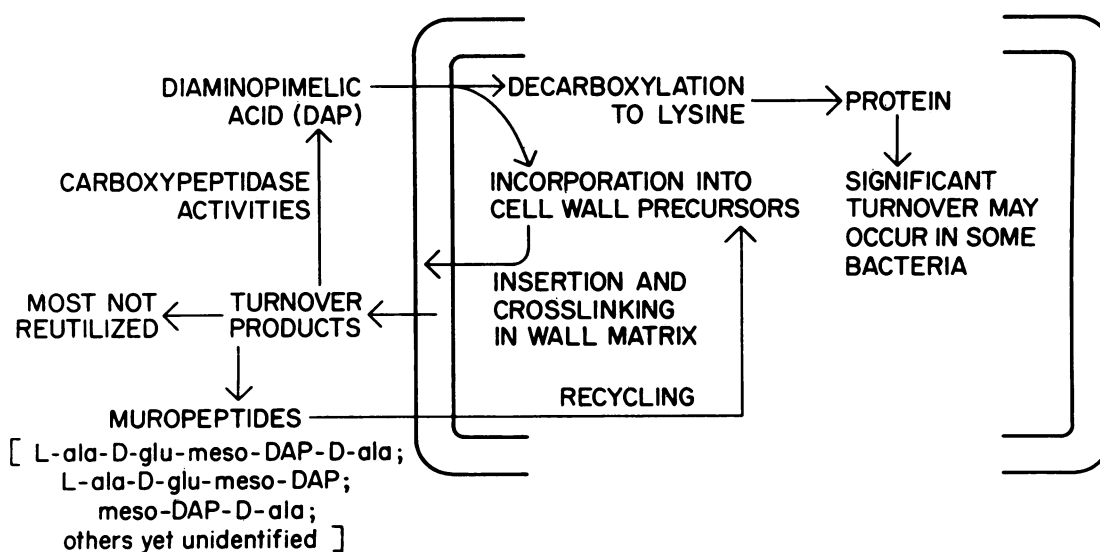 DIAMINOPIMELIC
ACID (DAP)
DECARBOXYLATION
TO LYSINE
PROTEIN
CARBOXYPEPTIDASE
ACTIVITIES
INCORPORATION INTO
CELL WALL PRECURSORS
SIGNIFICANT
TURNOVER MAY
OCCUR IN SOME
BACTERIA
INSERTION AND
CROSSLINKING
IN WALL MATRIX
MOST NOT
REUTILIZED
TURNOVER
PRODUCTS
RECYCLING
MUROPEPTIDES
[ L-ala-D-glu-meso-DAP-D-ala;
L-ala-D-glu-meso-DAP;
meso-DAP-D-ala;
others yet unidentified ]